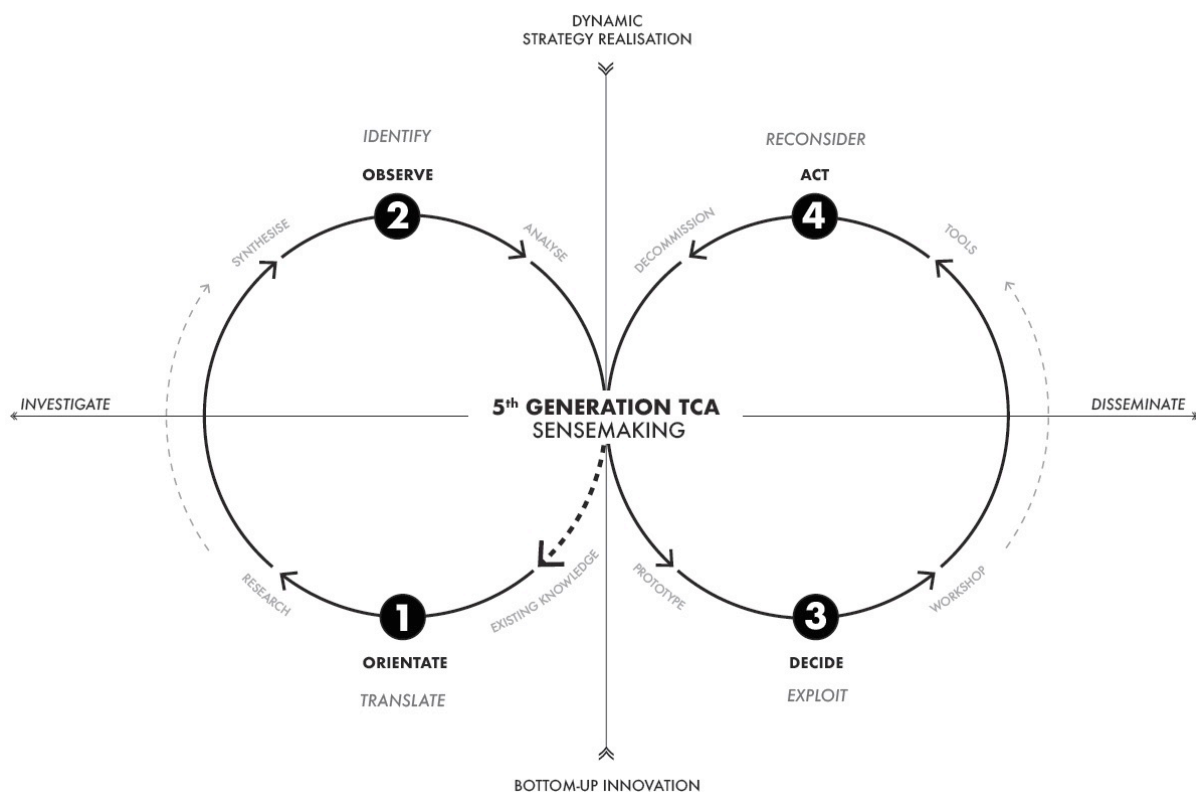 DYNAMIC
STRATEGY REALISATION
IDENTIFY
OBSERVE
2
SYNTHESISE
ANALYSE
RECONSIDER
ACT
4
DECOMMISSION
TOOLS
INVESTIGATE
5th GENERATION TCA
SENSEMAKING
DISSEMINATE
RESEARCH
1
EXISTING KNOWLEDGE
ORIENTATE
TRANSLATE
PROTOTYPE
3
WORKSHOP
DECIDE
EXPLOIT
BOTTOM-UP INNOVATION